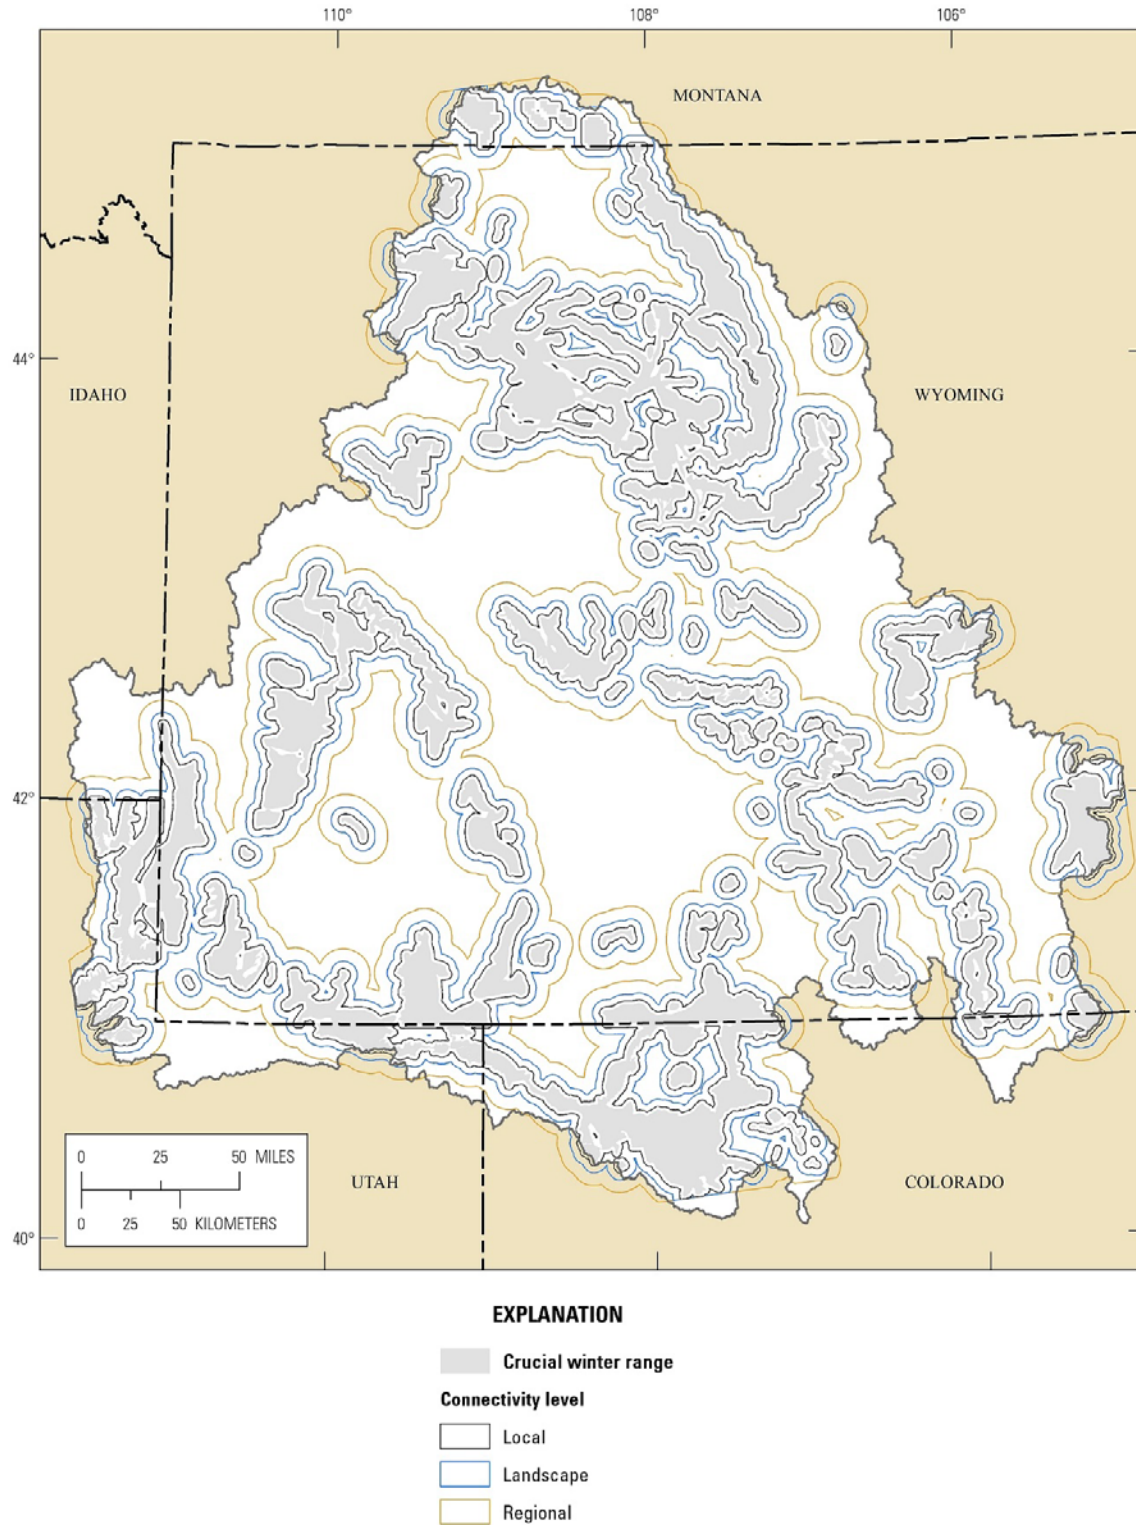 110° 108° 106°
MONTANA
44°
IDAHO WYOMING
42°
0 25 50 MILES
UTAH COLORADO
0 25 50 KILOMETERS
40°
EXPLANATION
Crucial winter range
Connectivity level
Local
Landscape
Regional